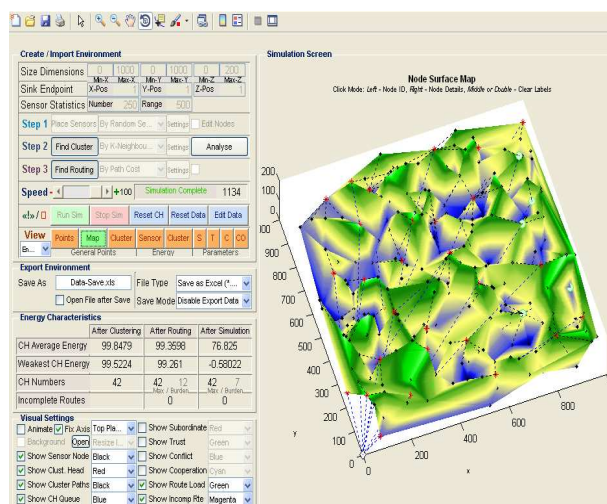 Create / Import Environment
Size Dimensions 0 1000 0 1000 0 200
Min-X Max-X Min-Y Max-Y Min-Z Max-Z
Sink Endpoint X-Pos 1 Y-Pos 1 Z-Pos 1
Sensor Statistics Number 250 Range 500
Step 1 Place Sensors By Random Se... Settings Edit Nodes
Step 2 Find Cluster By K-Neighbou... Settings Analyse
Step 3 Find Routing By Path Cost Settings
Speed - +100 Simulation Complete 1134
«!» / Run Sim Stop Sim Reset CH Reset Data Edit Data
View Points Map Cluster Sensor Cluster S T C CO
En... General Points Energy Parameters
Export Environment
Save As Data-Save.xls File Type Save as Excel (*....
Open File after Save Save Mode Disable Export Data
Energy Characteristics
After Clustering After Routing After Simulation
CH Average Energy 99.8479 99.3598 76.825
Weakest CH Energy 99.5224 99.261 -0.58022
CH Numbers 42 42 12 42 7
Max / Burden Max / Burden
Incomplete Routes 0 0
Visual Settings
Animate Fix Axis Top Pla... Show Subordinate Red
Background Open Resize I... Show Trust Green
Show Sensor Node Black Show Conflict Blue
Show Clust. Head Red Show Cooperation Cyan
Show Cluster Paths Black Show Route Load Green
Show CH Queue Blue Show Incomp Rte Magenta
Simulation Screen
Node Surface Map
Click Mode: Left - Node ID, Right - Node Details, Middle or Double - Clear Labels
200
100
0
1000
900
800
700
600
500
400
300
200
100
0
y
0
200
400
600
800
x